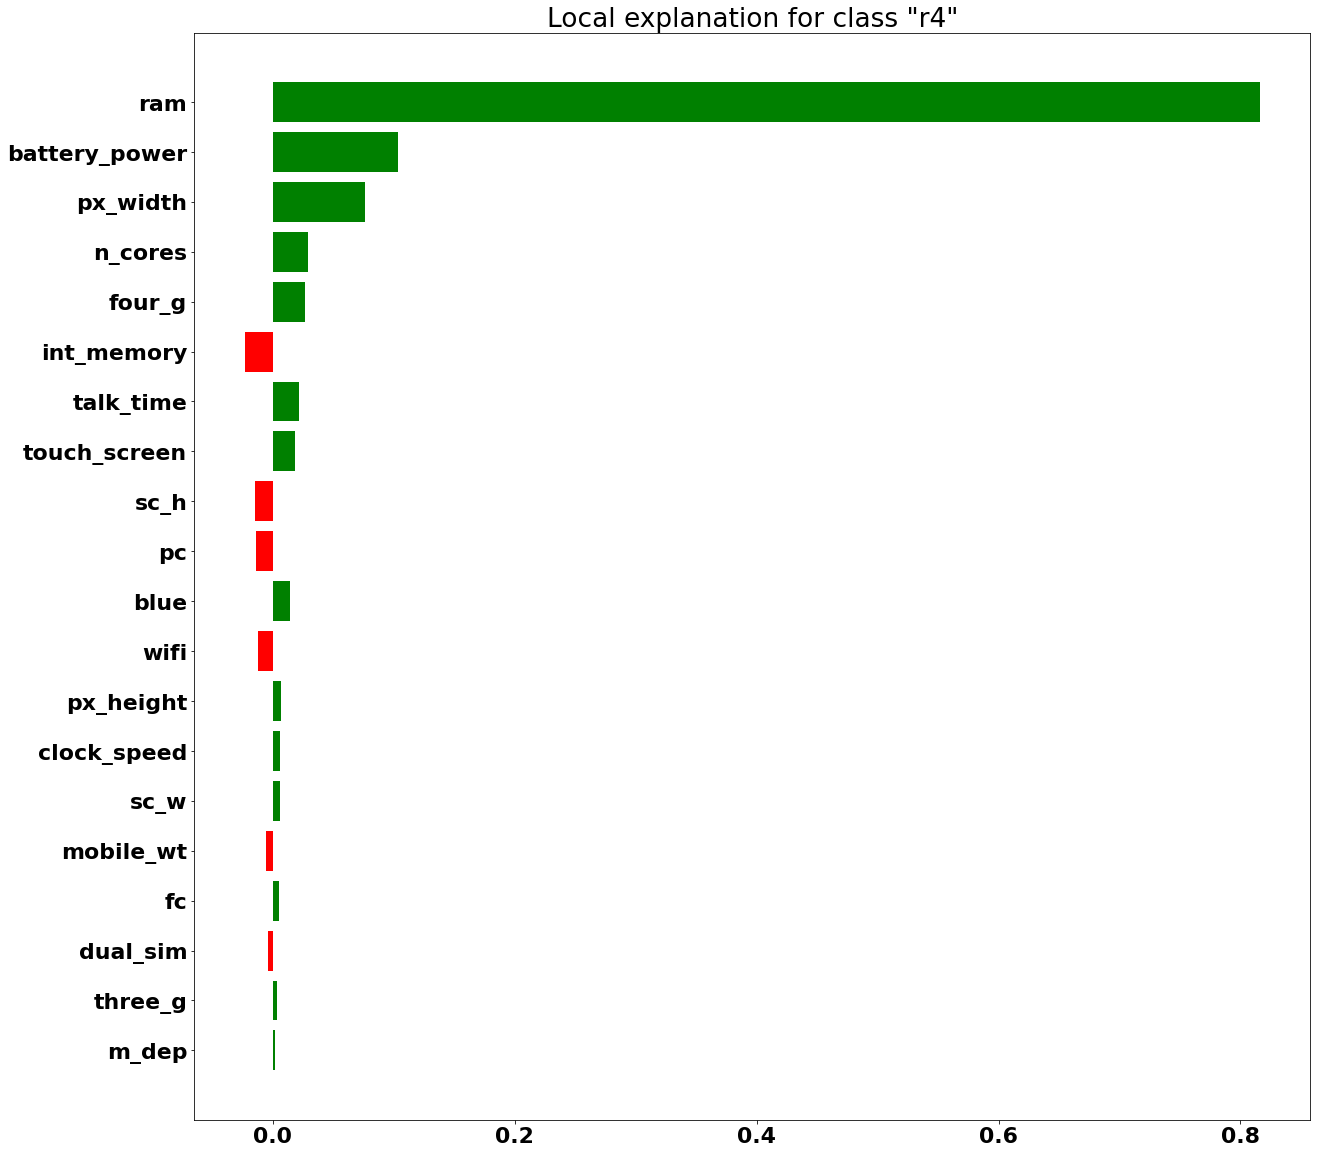 Local explanation for class "r4"
ram
battery_power
px_width
n_cores
four_g
int_memory
talk_time
touch_screen
sc_h
pc
blue
wifi
px_height
clock_speed
sc_w
mobile_wt
fc
dual_sim
three_g
m_dep
0.0 0.2 0.4 0.6 0.8